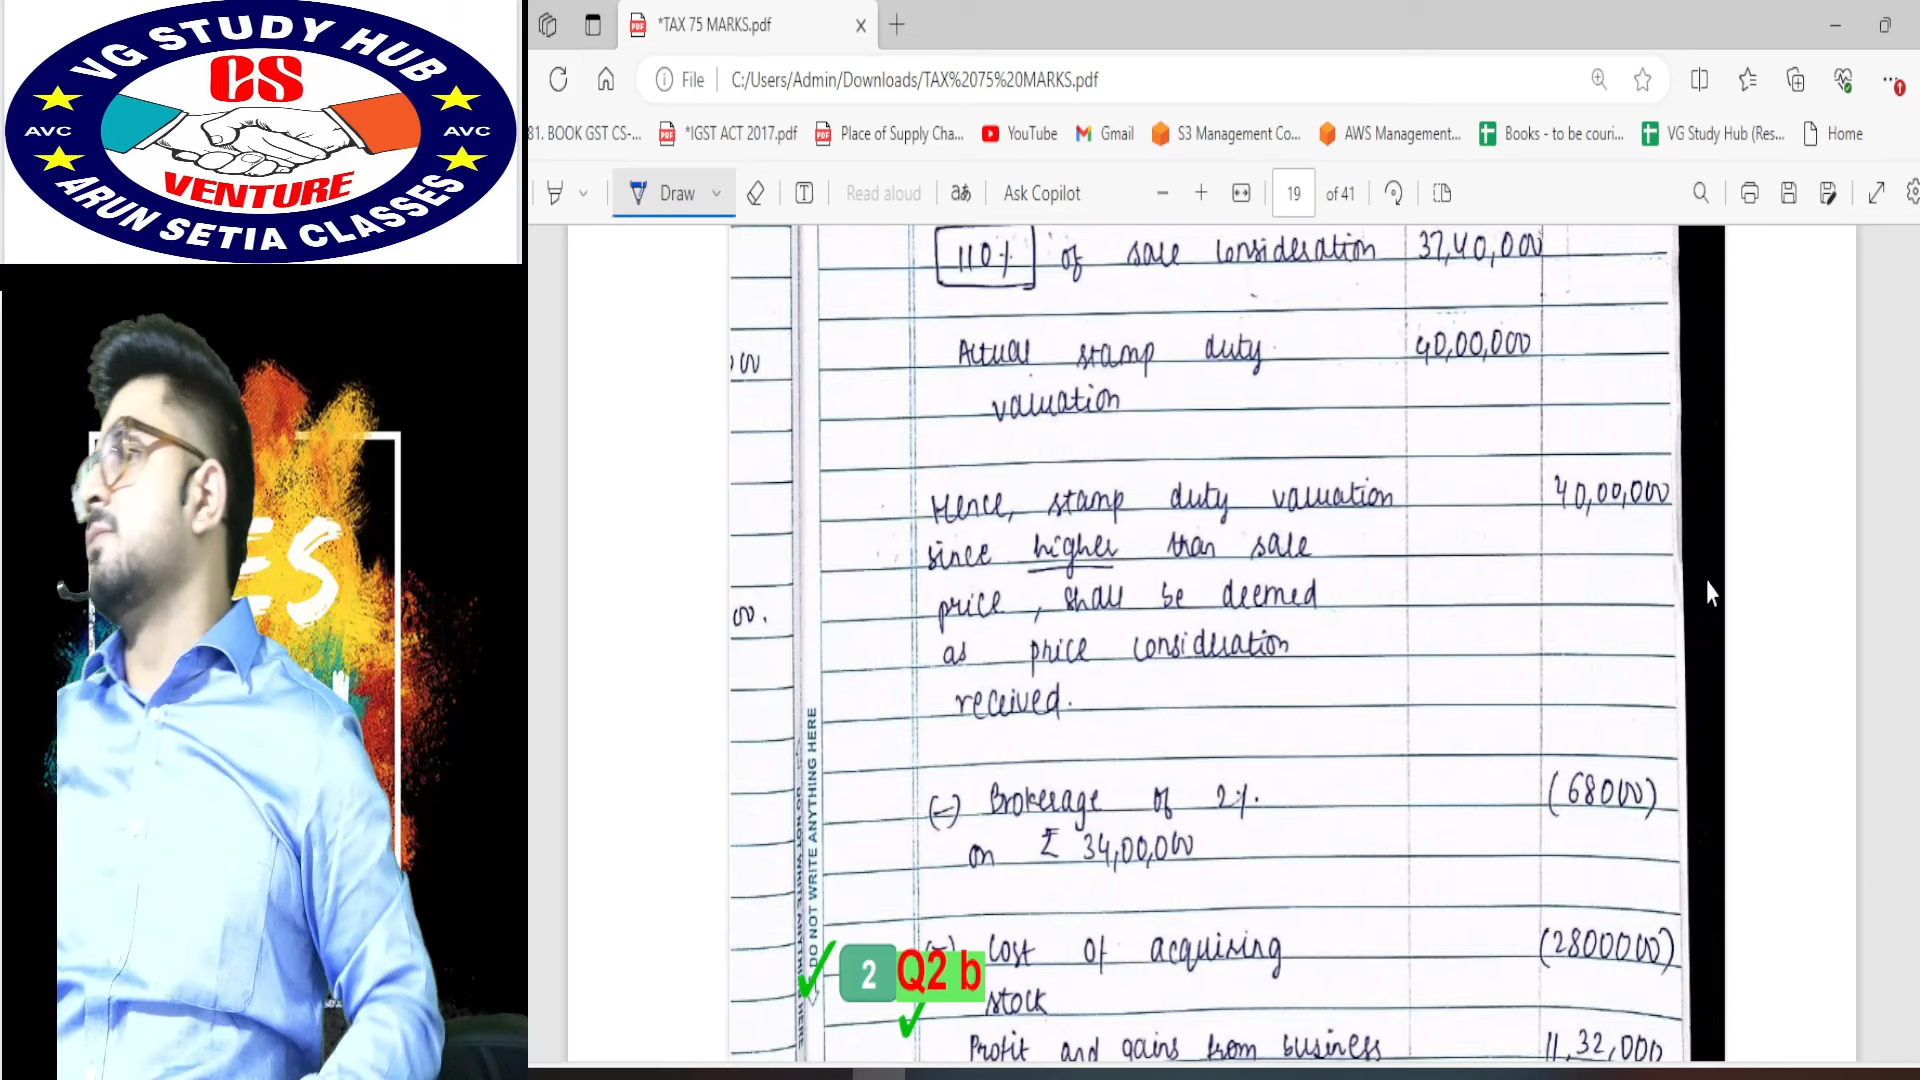 VG STUDY HUB
CS
AVC
AVC
VENTURE
ARUN SETIA CLASSES
ES
*TAX 75 MARKS.pdf
File
C:/Users/Admin/Downloads/TAX%2075%20MARKS.pdf
31. BOOK GST CS-...
*IGST ACT 2017.pdf
Place of Supply Cha...
YouTube
Gmail
S3 Management Co...
AWS Management...
Books - to be couri...
VG Study Hub (Res...
Home
Draw
Read aloud
Ask Copilot
19 of 41
110% of sale consideration 37,40,000
Actual stamp duty 40,00,000
valuation
Hence, stamp duty valuation 40,00,000
since higher than sale
price, shall be deemed
as price consideration
received.
(-) Brokerage of 2%. (68000)
on ₹ 34,00,000
(-) Cost of acquiring (2800000)
stock
Profit and gains from business 11,32,000
2 Q2 b
DO NOT WRITE ANYTHING HERE